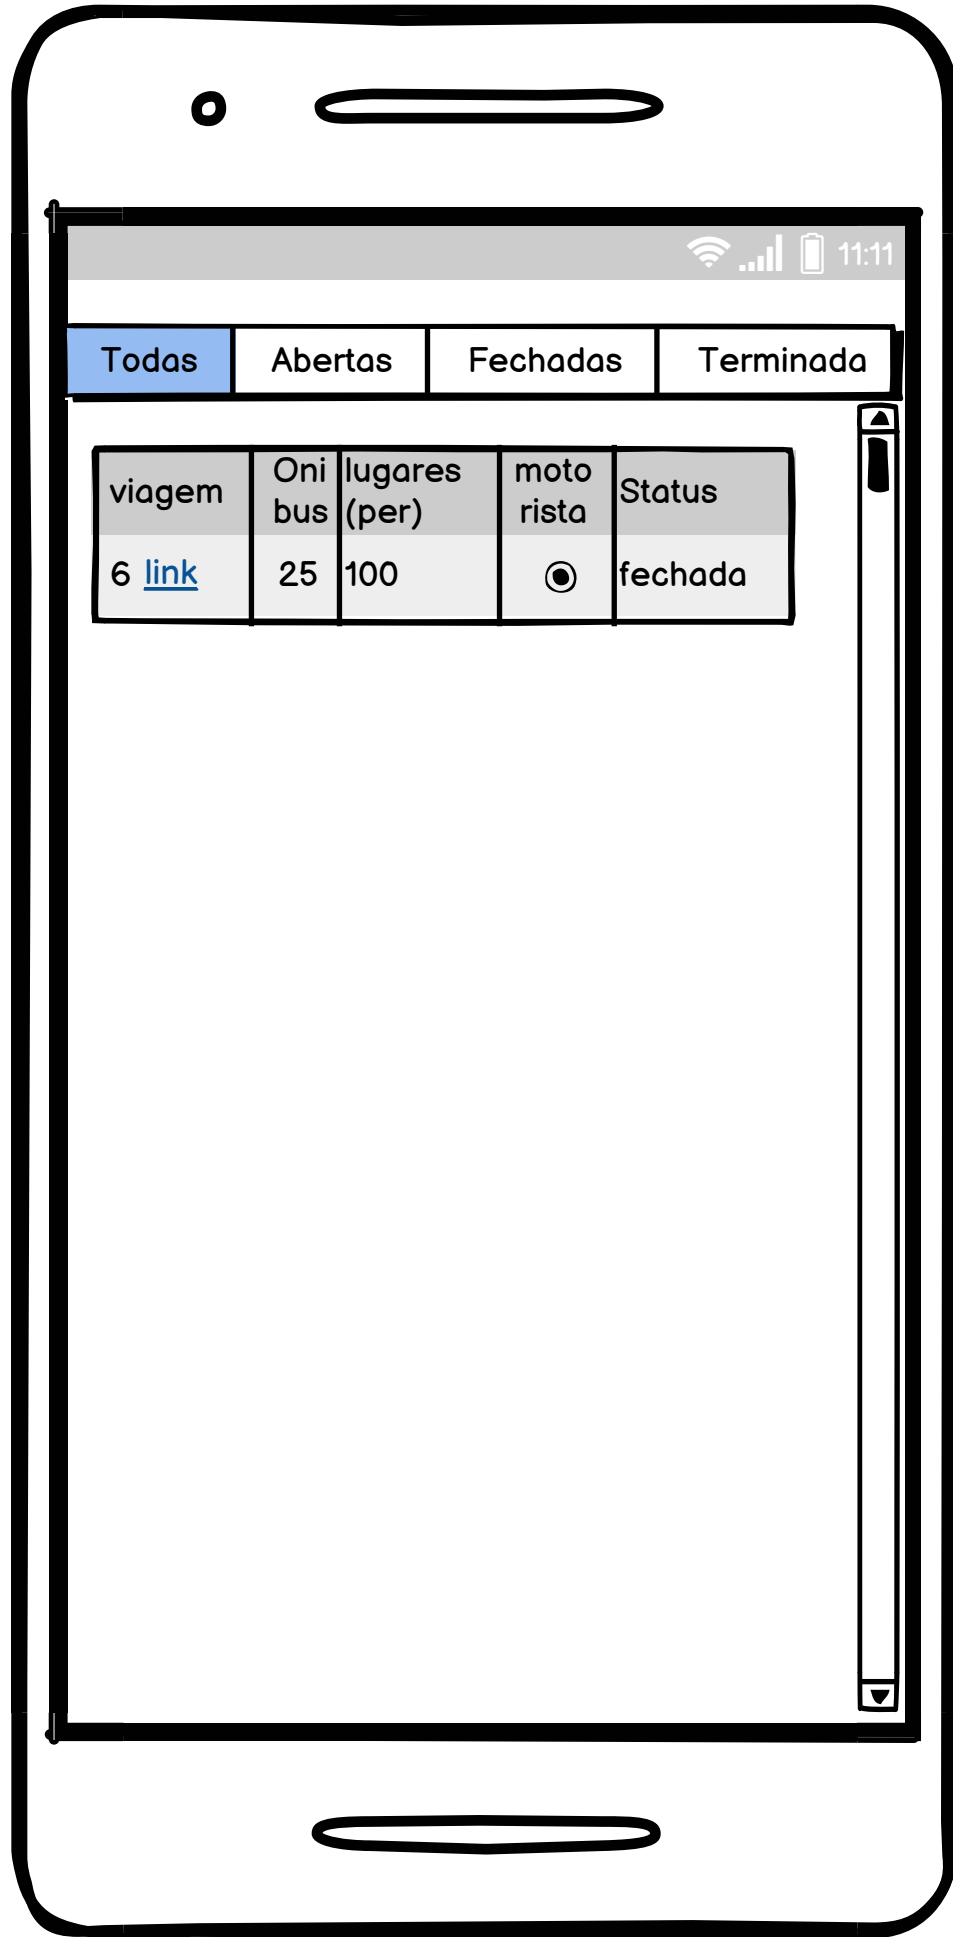 11:11
Todas Abertas Fechadas Terminada
viagem Oni bus lugares (per) moto rista Status
6 link 25 100 fechada